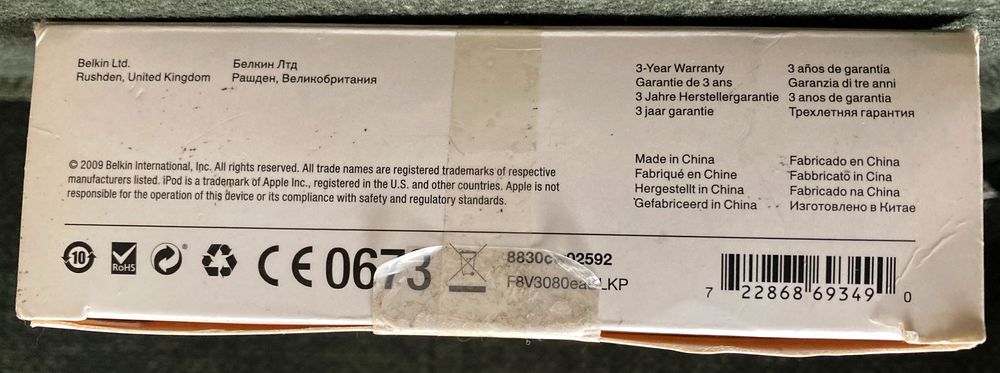 Belkin Ltd.
Rushden, United Kingdom
Белкин Лтд
Рашден, Великобритания
3-Year Warranty
Garantie de 3 ans
3 Jahre Herstellergarantie
3 jaar garantie
3 años de garantía
Garanzia di tre anni
3 anos de garantia
Трехлетняя гарантия
© 2009 Belkin International, Inc. All rights reserved. All trade names are registered trademarks of respective
manufacturers listed. iPod is a trademark of Apple Inc., registered in the U.S. and other countries. Apple is not
responsible for the operation of this device or its compliance with safety and regulatory standards.
Made in China
Fabriqué en Chine
Hergestellt in China
Gefabriceerd in China
Fabricado en China
Fabbricato in Cina
Fabricado na China
Изготовлено в Китае
10
RoHS
CE 0673
7 22868 69349 0